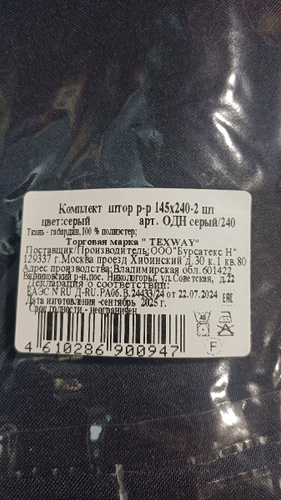 Комплект штор р-р 145х240-2 шт
цвет:серый арт. ОДН серый/240
Ткань - габардин, 100 % полиэстер;
Торговая марка " TEXWAY"
Поставщик/Производитель: ООО"Бурсатекс Н"
129337 г.Москва проезд Хибинский д.30 к.1 кв.80
Адрес производства:Владимирская обл.601422
Вязниковский р-н,пос. Никологоры, ул.Советская, д.22
Декларация о соответствии:
ЕАЭС N RU Д-RU.РА06.В.24433/24 от 22.07.2024 EAC
Дата изготовления -сентябрь 2025 г.
Срок годности - неограничен
40
4 610286 900947
F